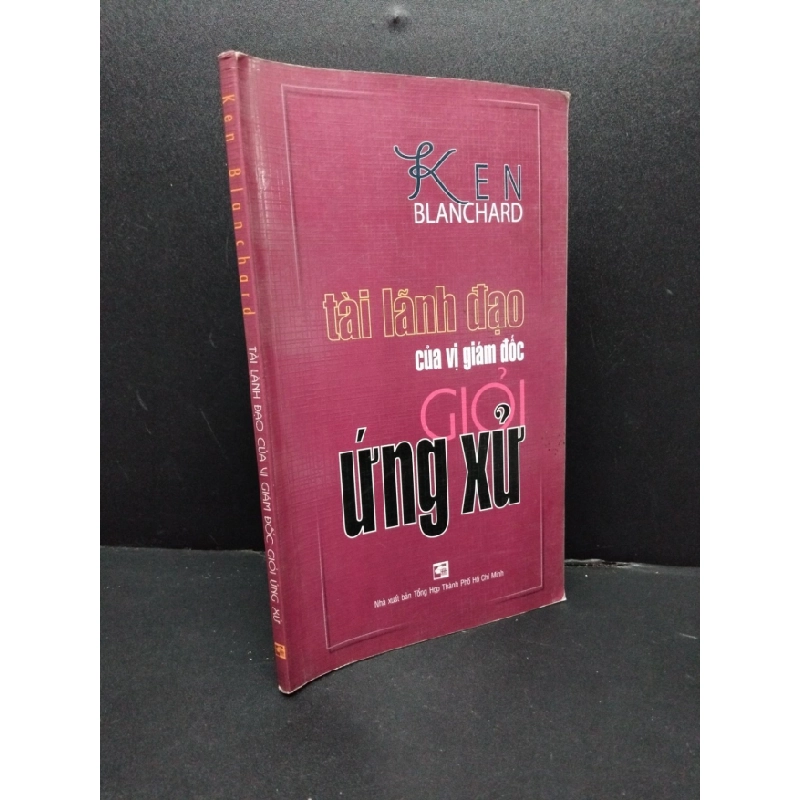 KEN
BLANCHARD
tài lãnh đạo
của vị giám đốc
GIỎI
ứng xử
Nhà xuất bản Tổng Hợp Thành Phố Hồ Chí Minh
Ken Blanchard
TÀI LÃNH ĐẠO CỦA VỊ GIÁM ĐỐC GIỎI ỨNG XỬ